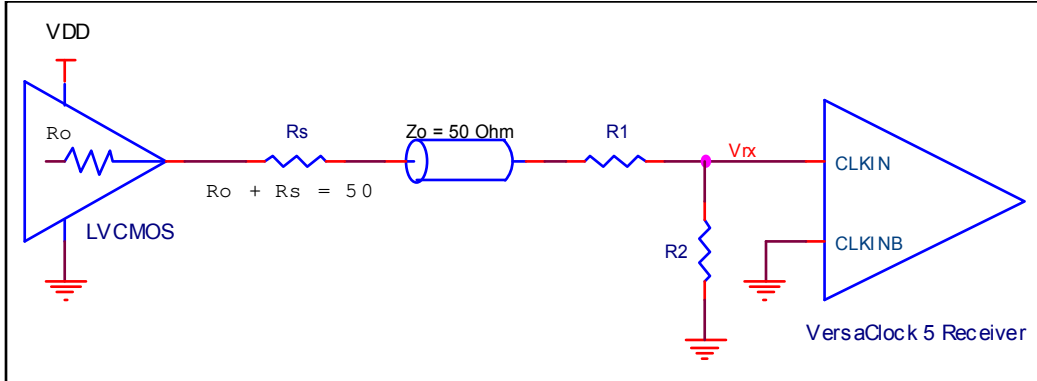 VDD
Ro
Rs
Zo = 50 Ohm
R1
Vrx
CLKIN
Ro + Rs = 50
LVCMOS
R2
CLKINB
VersaClock 5 Receiver